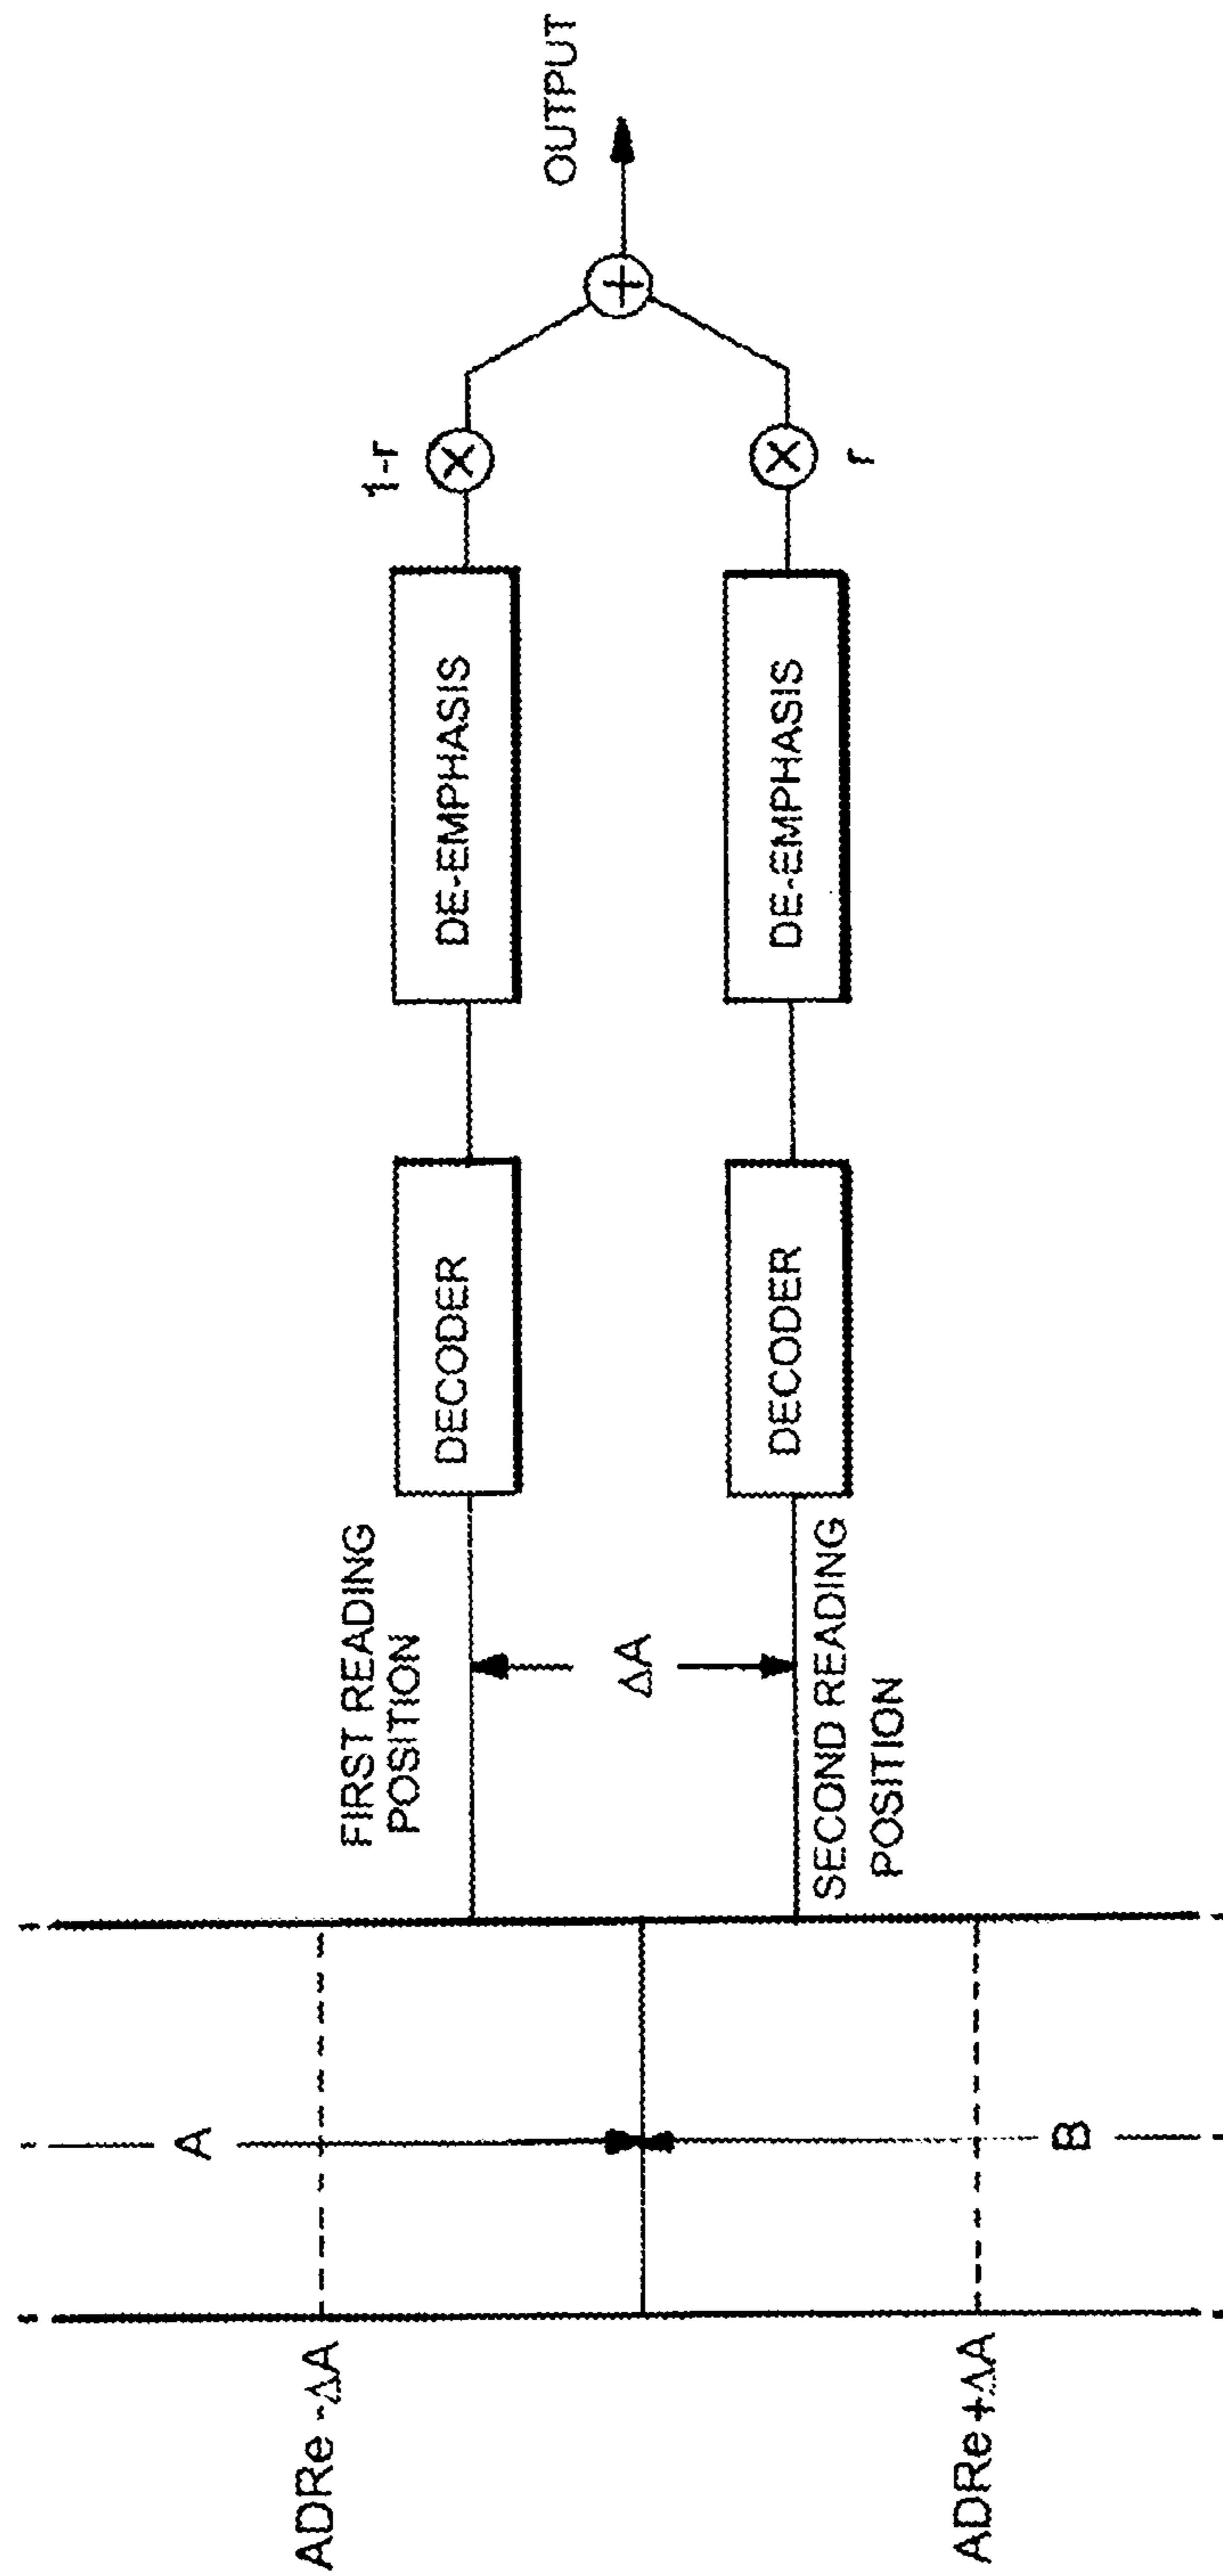 ADRe -ΔA
A
ADRe +ΔA
B
FIRST READING
POSITION
ΔA
SECOND READING
POSITION
DECODER
DECODER
DE-EMPHASIS
DE-EMPHASIS
1-r
×
×
r
+
OUTPUT